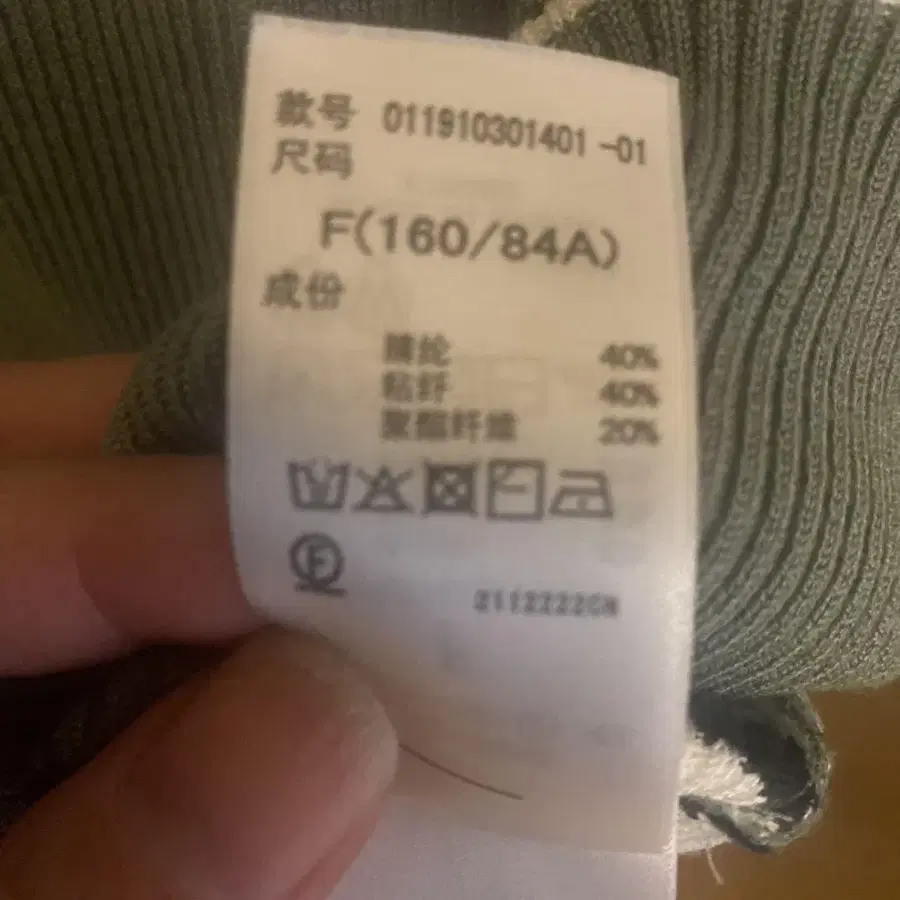 款号 011910301401-01
尺码
F(160/84A)
成份
腈纶 40%
粘纤 40%
聚酯纤维 20%
F
2112222CN